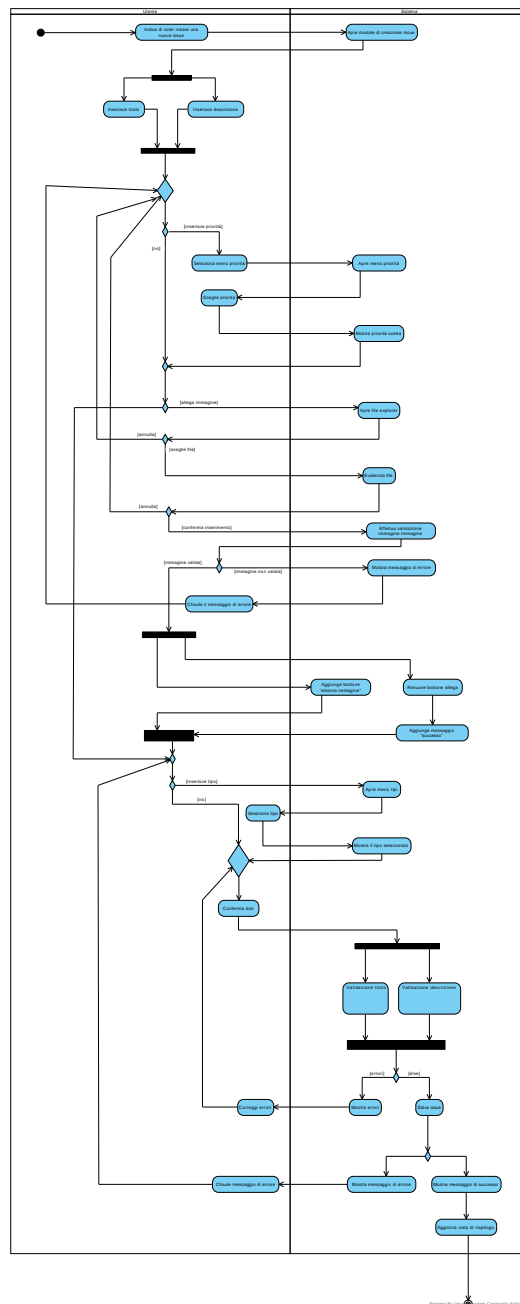 Utente
Sistema
Indica di voler creare una
nuova issue
Apre modale di creazione issue
Inserisce titolo
Inserisce descrizione
[inserisce priorità]
[no]
Seleziona menù priorità
Apre menù priorità
Sceglie priorità
Mostra priorità scelta
[allega immagine]
Apre file explorer
[annulla]
[sceglie file]
Evidenzia file
[annulla]
[conferma inserimento]
Effettua validazione
immagine immagine
[immagine valida]
[immagine non valida]
Mostra messaggio di errore
Chiude il messaggio di errore
Aggiunge bottone
"elimina immagine"
Rimuove bottone allega
Aggiunge messaggio
"successo"
[inserisce tipo]
Apre menù tipi
[no]
Seleziona tipo
Mostra il tipo selezionato
Conferma dati
Validazione titolo
Validazione descrizione
[errori]
[else]
Correggi errori
Mostra errori
Salva issue
Chiude messaggio di errore
Mostra messaggio di errore
Mostra messaggio di successo
Aggiorna vista di riepilogo